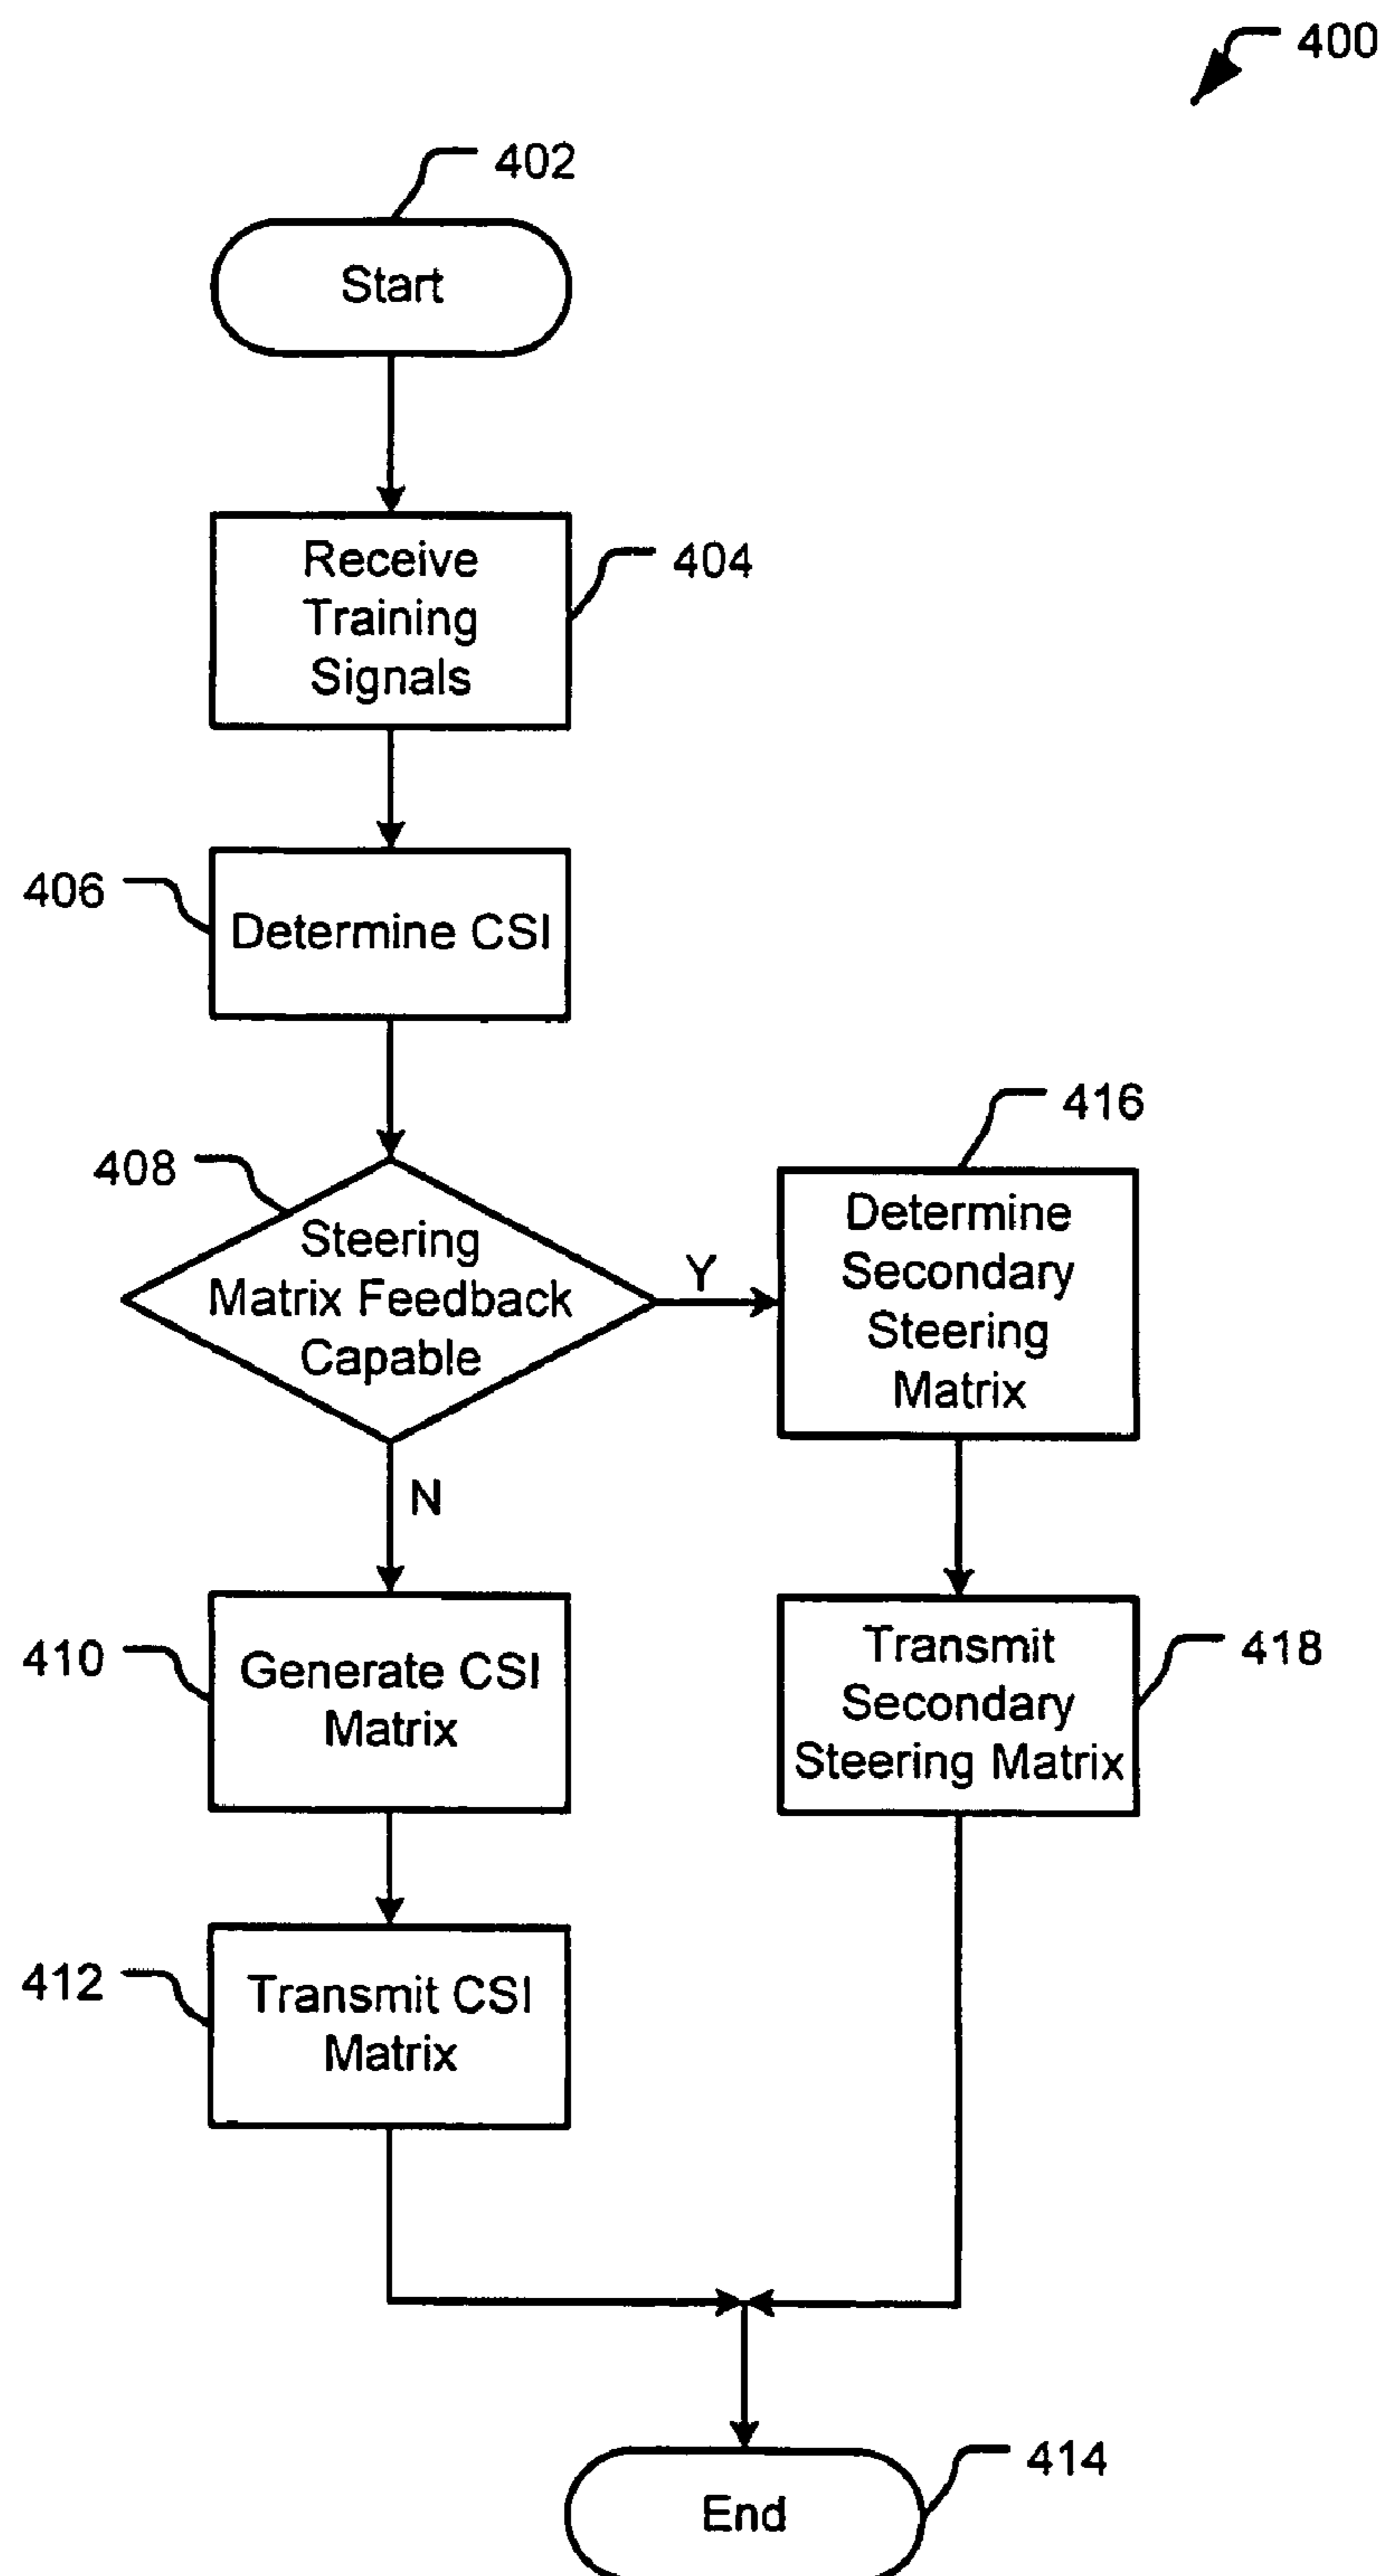 400
402
Start
Receive
Training
Signals
404
406
Determine CSI
408
Steering
Matrix Feedback
Capable
Y
N
416
Determine
Secondary
Steering
Matrix
410
Generate CSI
Matrix
Transmit
Secondary
Steering Matrix
418
412
Transmit CSI
Matrix
End
414